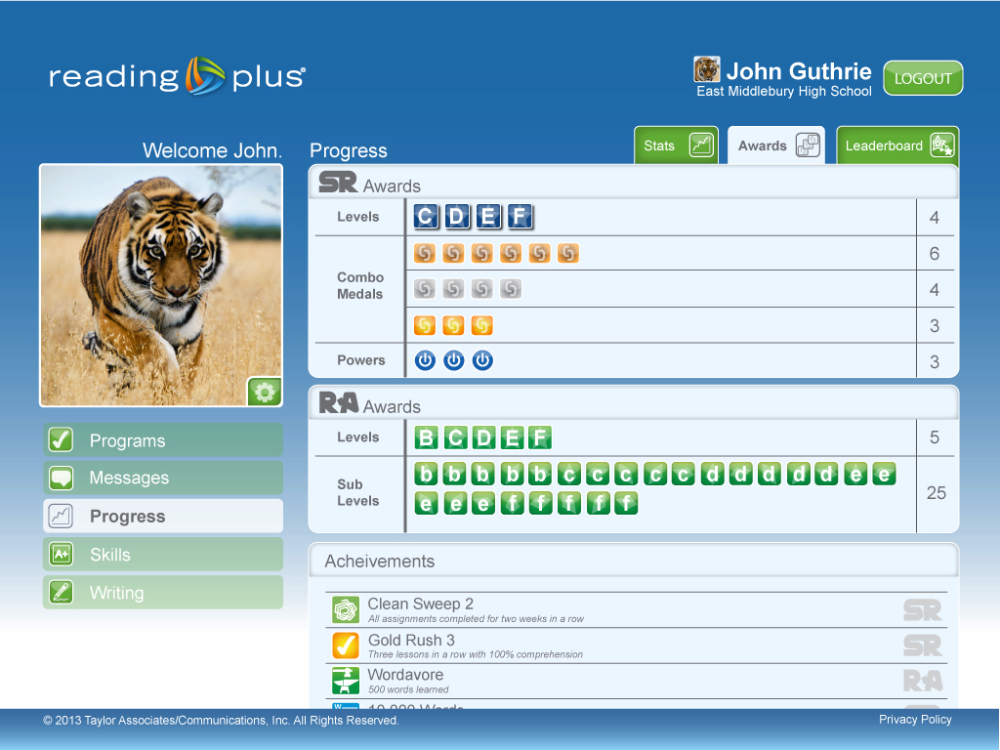 reading plus®
John Guthrie
East Middlebury High School
LOGOUT
Welcome John.
Progress
Stats
Awards
Leaderboard
SR Awards
Levels
C D E F
4
Combo
Medals
6
4
3
Powers
3
RA Awards
Levels
B C D E F
5
Sub
Levels
b b b b b c c c c c d d d d d e e
e e e f f f f f
25
Programs
Messages
Progress
A+ Skills
Writing
Acheivements
Clean Sweep 2
All assignments completed for two weeks in a row
SR
Gold Rush 3
Three lessons in a row with 100% comprehension
SR
Wordavore
500 words learned
RA
10,000 Words
© 2013 Taylor Associates/Communications, Inc. All Rights Reserved.
Privacy Policy